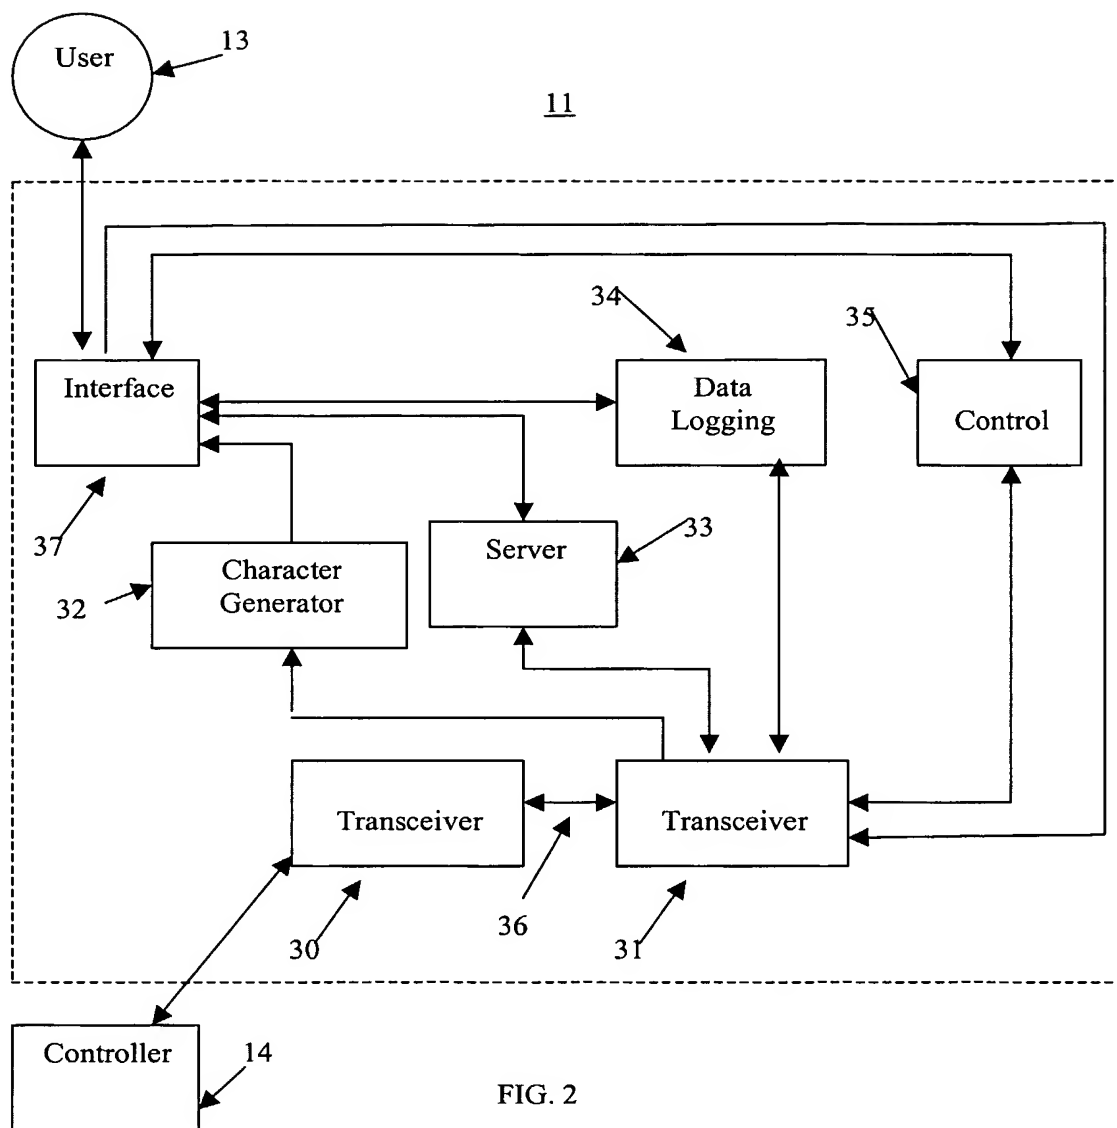 User
13
11
34
35
Interface
Data
Logging
Control
37
Server
33
Character
Generator
32
Transceiver
Transceiver
36
30
31
Controller
14
FIG. 2